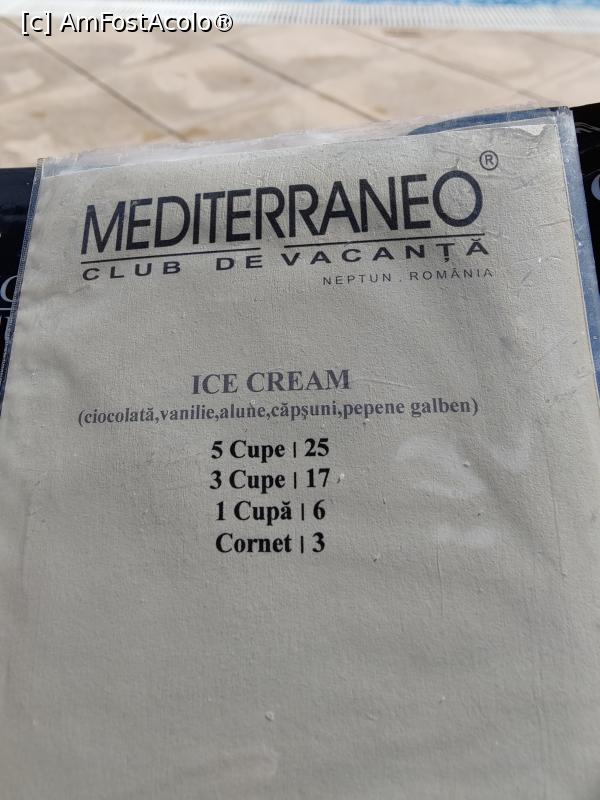 [c] AmFostAcolo®
MEDITERRANEO®
CLUB DE VACANȚĂ
NEPTUN . ROMÂNIA
ICE CREAM
(ciocolată,vanilie,alune,căpşuni,pepene galben)
5 Cupe | 25
3 Cupe | 17
1 Cupă | 6
Cornet | 3